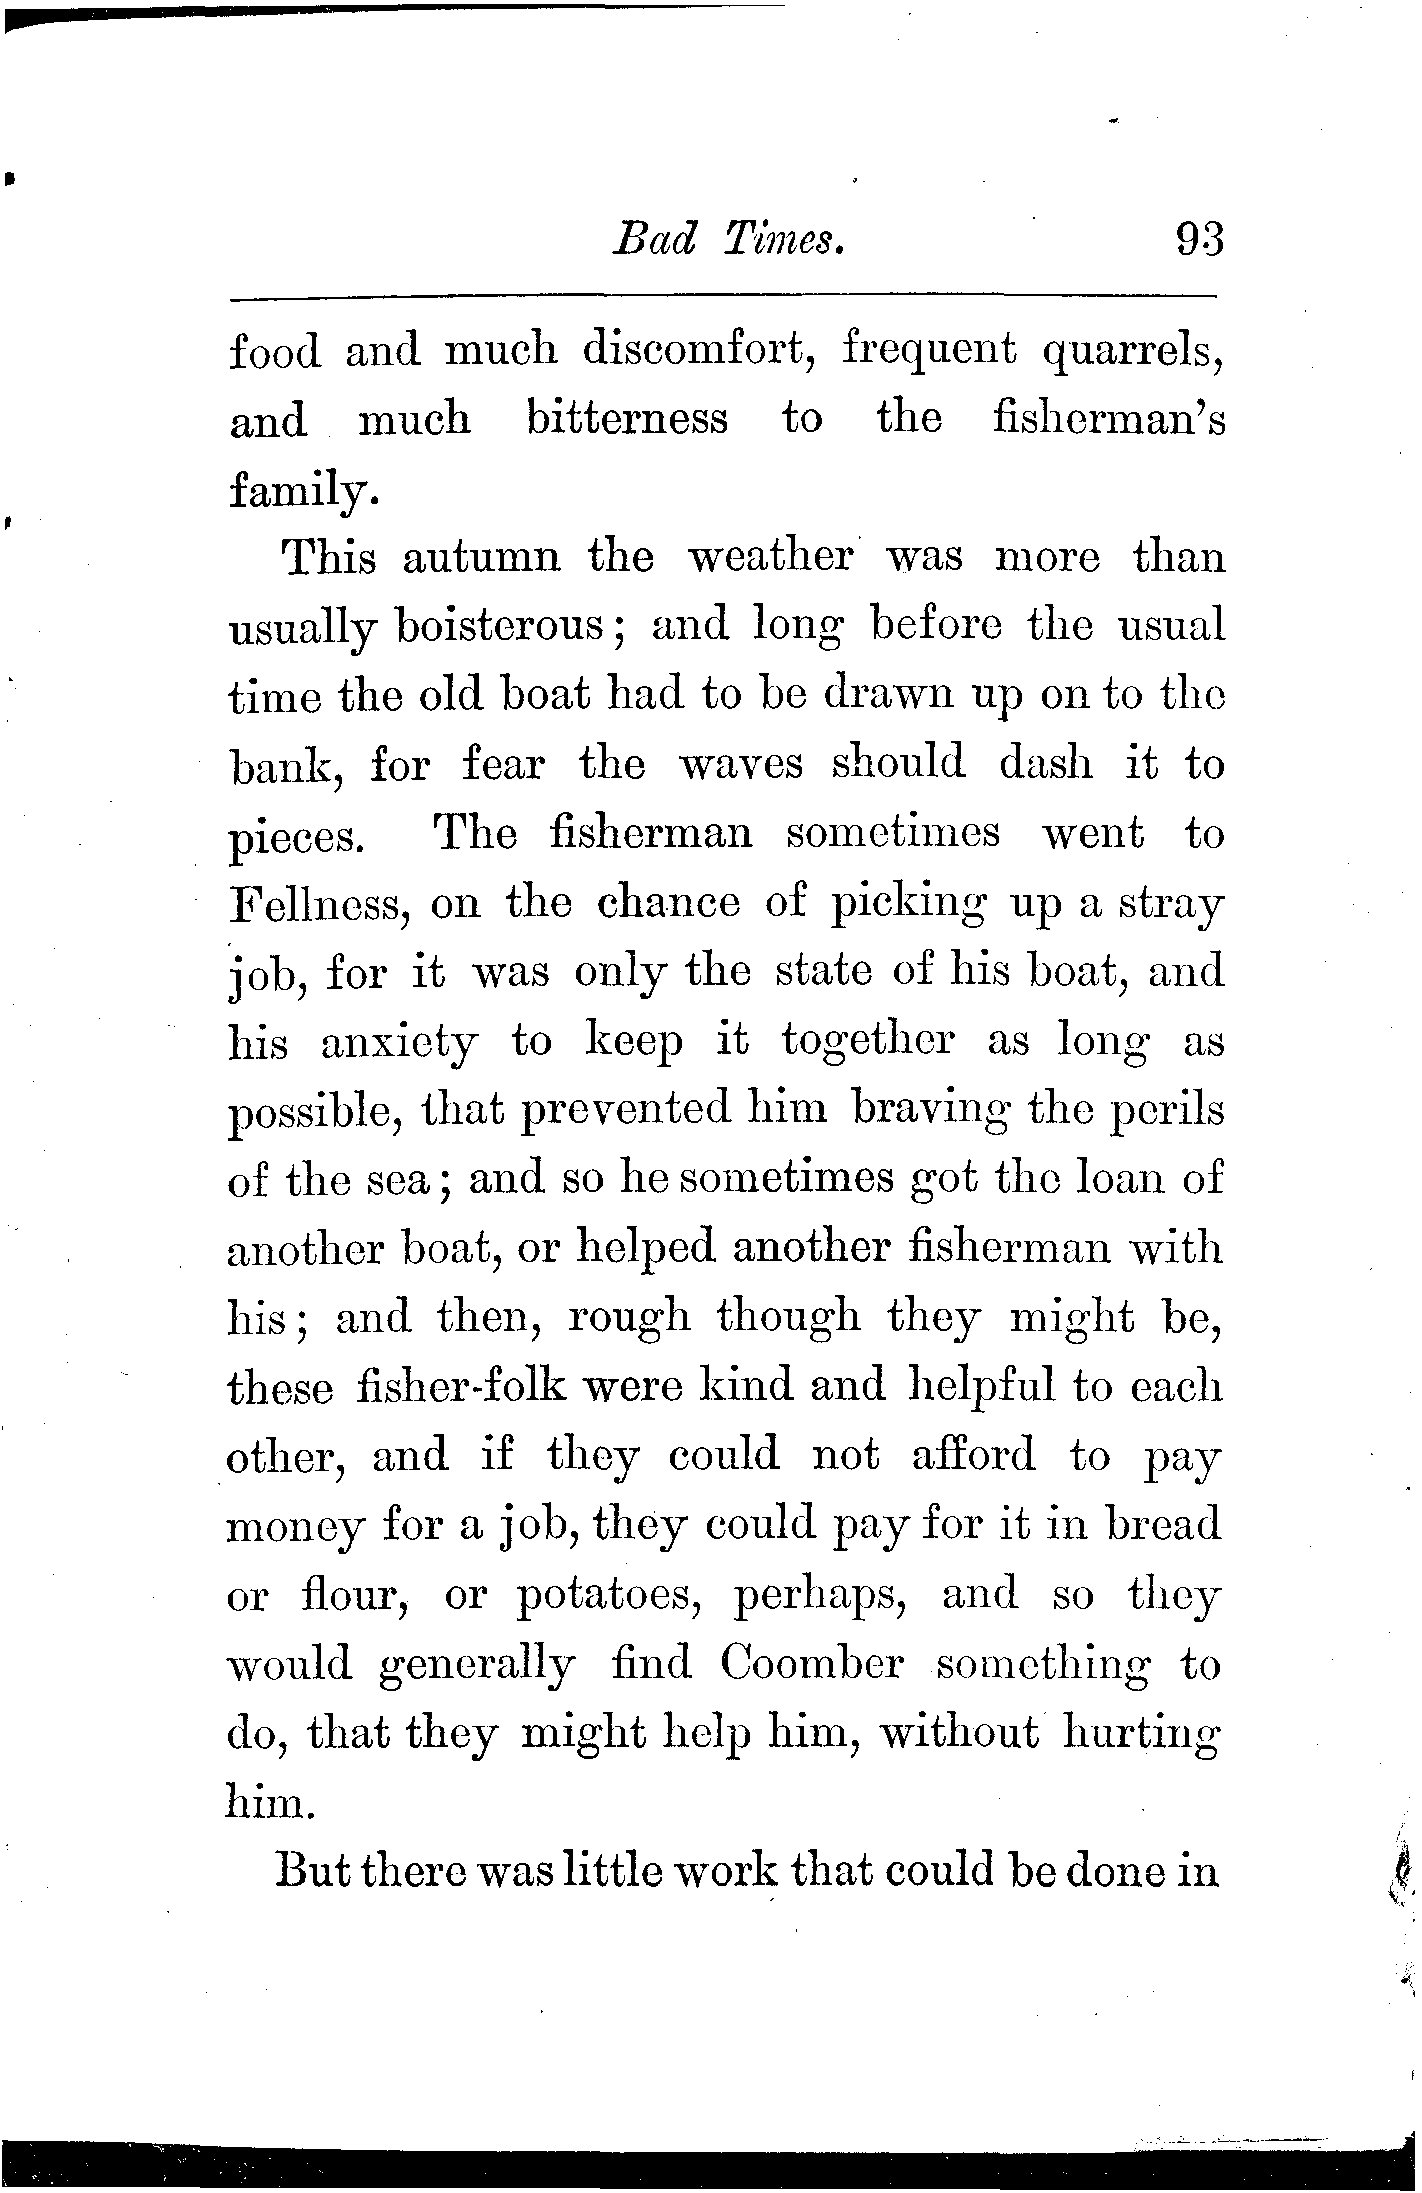 Bad Times. 93
food and much discomfort, frequent quarrels,
and much bitterness to the fisherman's
family.
This autumn the weather was more than
usually boisterous; and long before the usual
time the old boat had to be drawn up on to the
bank, for fear the waves should dash it to
pieces. The fisherman sometimes went to
Fellness, on the chance of picking up a stray
job, for it was only the state of his boat, and
his anxiety to keep it together as long as
possible, that prevented him braving the perils
of the sea; and so he sometimes got the loan of
another boat, or helped another fisherman with
his; and then, rough though they might be,
these fisher-folk were kind and helpful to each
other, and if they could not afford to pay
money for a job, they could pay for it in bread
or flour, or potatoes, perhaps, and so they
would generally find Coomber something to
do, that they might help him, without hurting
him.
But there was little work that could be done in